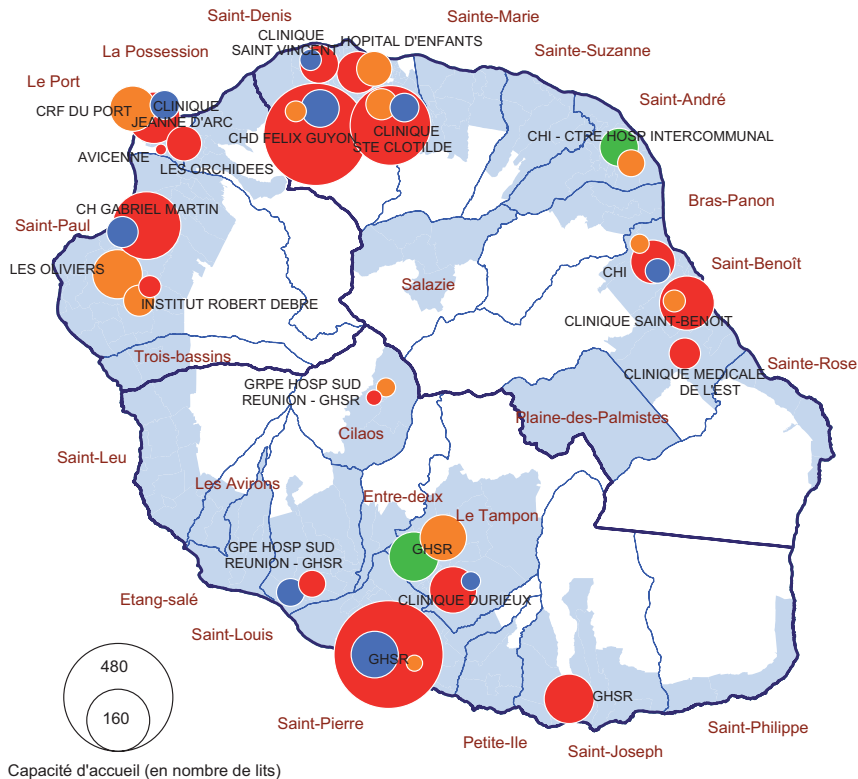 Saint-Denis
Sainte-Marie
CLINIQUE
SAINT VINCENT
HOPITAL D'ENFANTS
Sainte-Suzanne
La Possession
Le Port
Saint-André
CRF DU PORT
CLINIQUE
JEANNE D'ARC
CHD FELIX GUYON
CLINIQUE
STE CLOTILDE
CHI - CTRE HOSP INTERCOMMUNAL
AVICENNE
LES ORCHIDEES
Bras-Panon
CH GABRIEL MARTIN
Saint-Paul
LES OLIVIERS
Salazie
CHI
Saint-Benoît
INSTITUT ROBERT DEBRE
CLINIQUE SAINT-BENOIT
Trois-bassins
Sainte-Rose
GRPE HOSP SUD
REUNION - GHSR
CLINIQUE MEDICALE
DE L'EST
Cilaos
Plaine-des-Palmistes
Saint-Leu
Les Avirons
Entre-deux
Le Tampon
GPE HOSP SUD
REUNION - GHSR
GHSR
Etang-salé
CLINIQUE DURIEUX
Saint-Louis
GHSR
480
160
GHSR
Saint-Pierre
Petite-Ile
Saint-Joseph
Saint-Philippe
Capacité d'accueil (en nombre de lits)